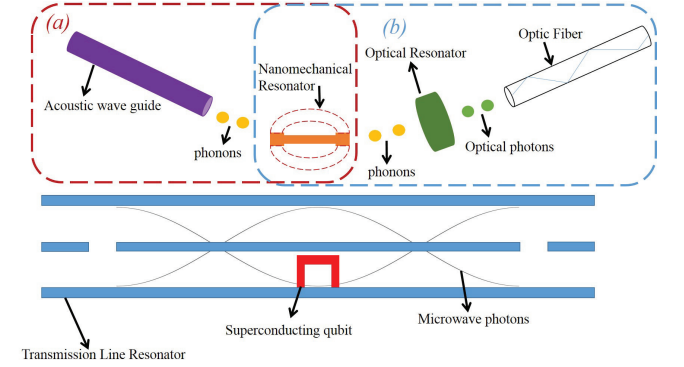 (a)
(b)
Optic Fiber
Optical Resonator
Nanomechanical
Resonator
Acoustic wave guide
phonons
phonons
Optical photons
Superconducting qubit
Microwave photons
Transmission Line Resonator